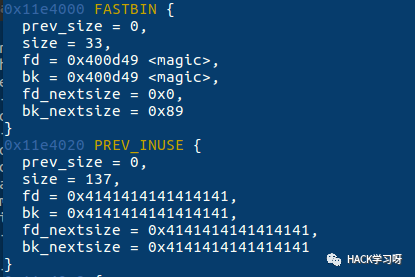 0x11e4000 FASTBIN {
  prev_size = 0,
  size = 33,
  fd = 0x400d49 <magic>,
  bk = 0x400d49 <magic>,
  fd_nextsize = 0x0,
  bk_nextsize = 0x89
}
0x11e4020 PREV_INUSE {
  prev_size = 0,
  size = 137,
  fd = 0x4141414141414141,
  bk = 0x4141414141414141,
  fd_nextsize = 0x4141414141414141,
  bk_nextsize = 0x4141414141414141
}
HACK学习呀